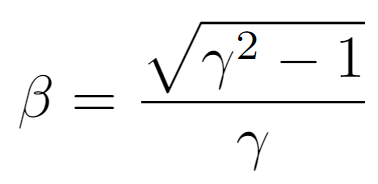 β = √(γ² − 1) / γ